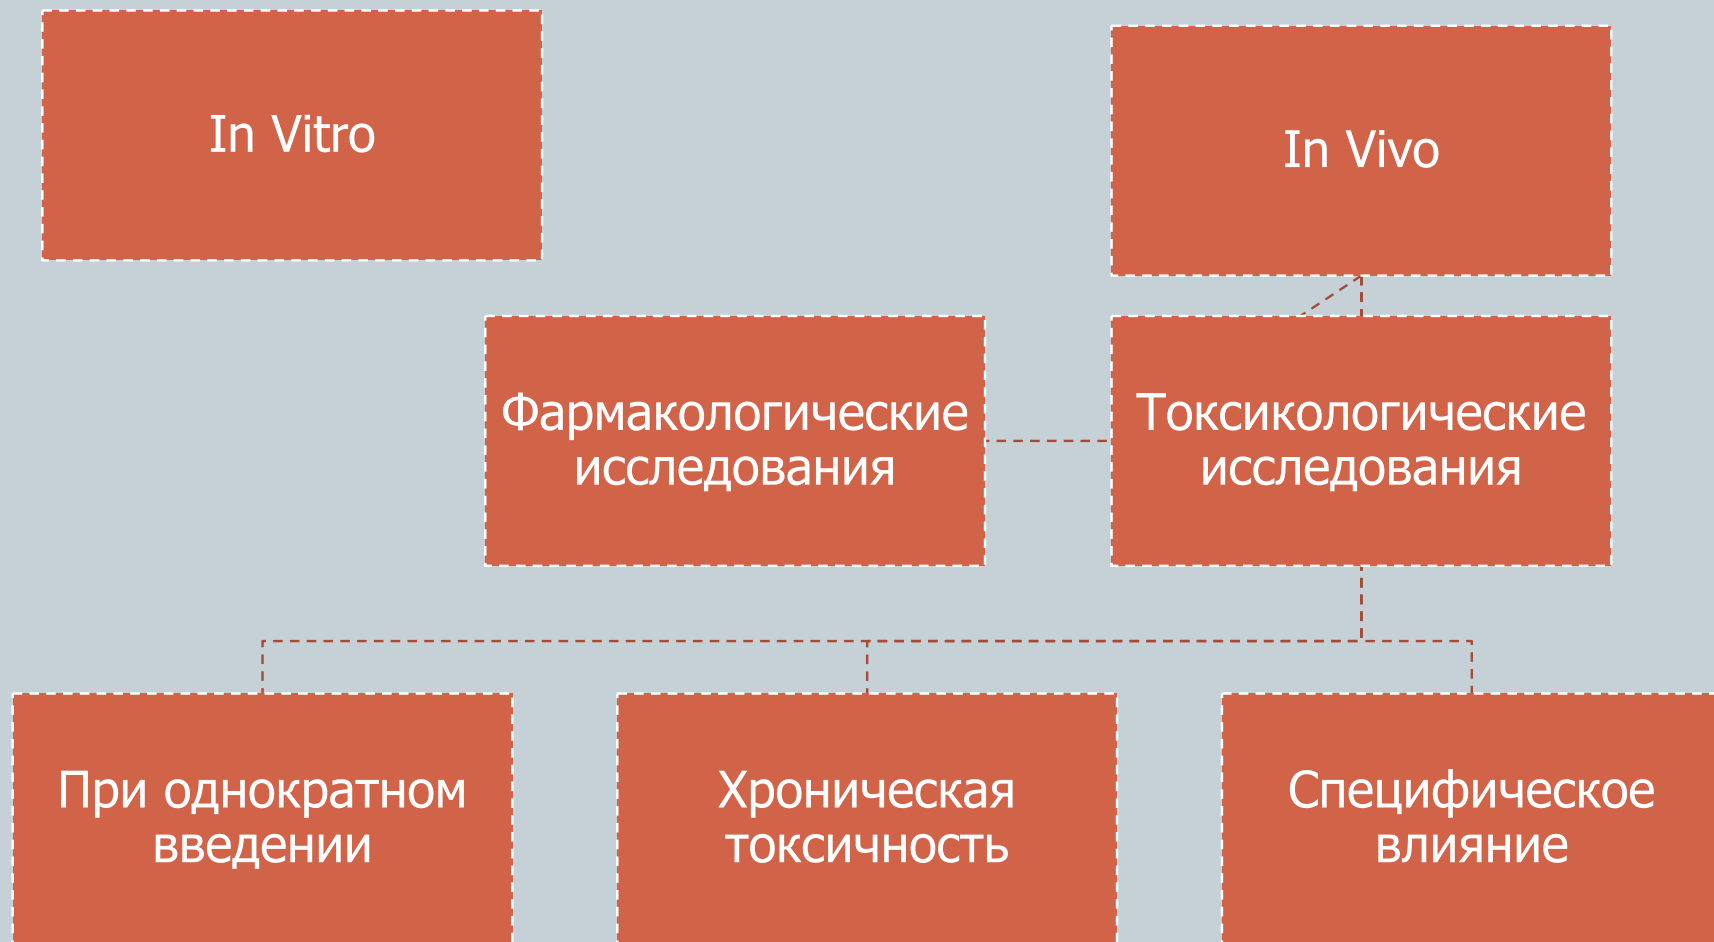 In Vitro
In Vivo
Фармакологические
исследования
Токсикологические
исследования
При однократном
введении
Хроническая
токсичность
Специфическое
влияние